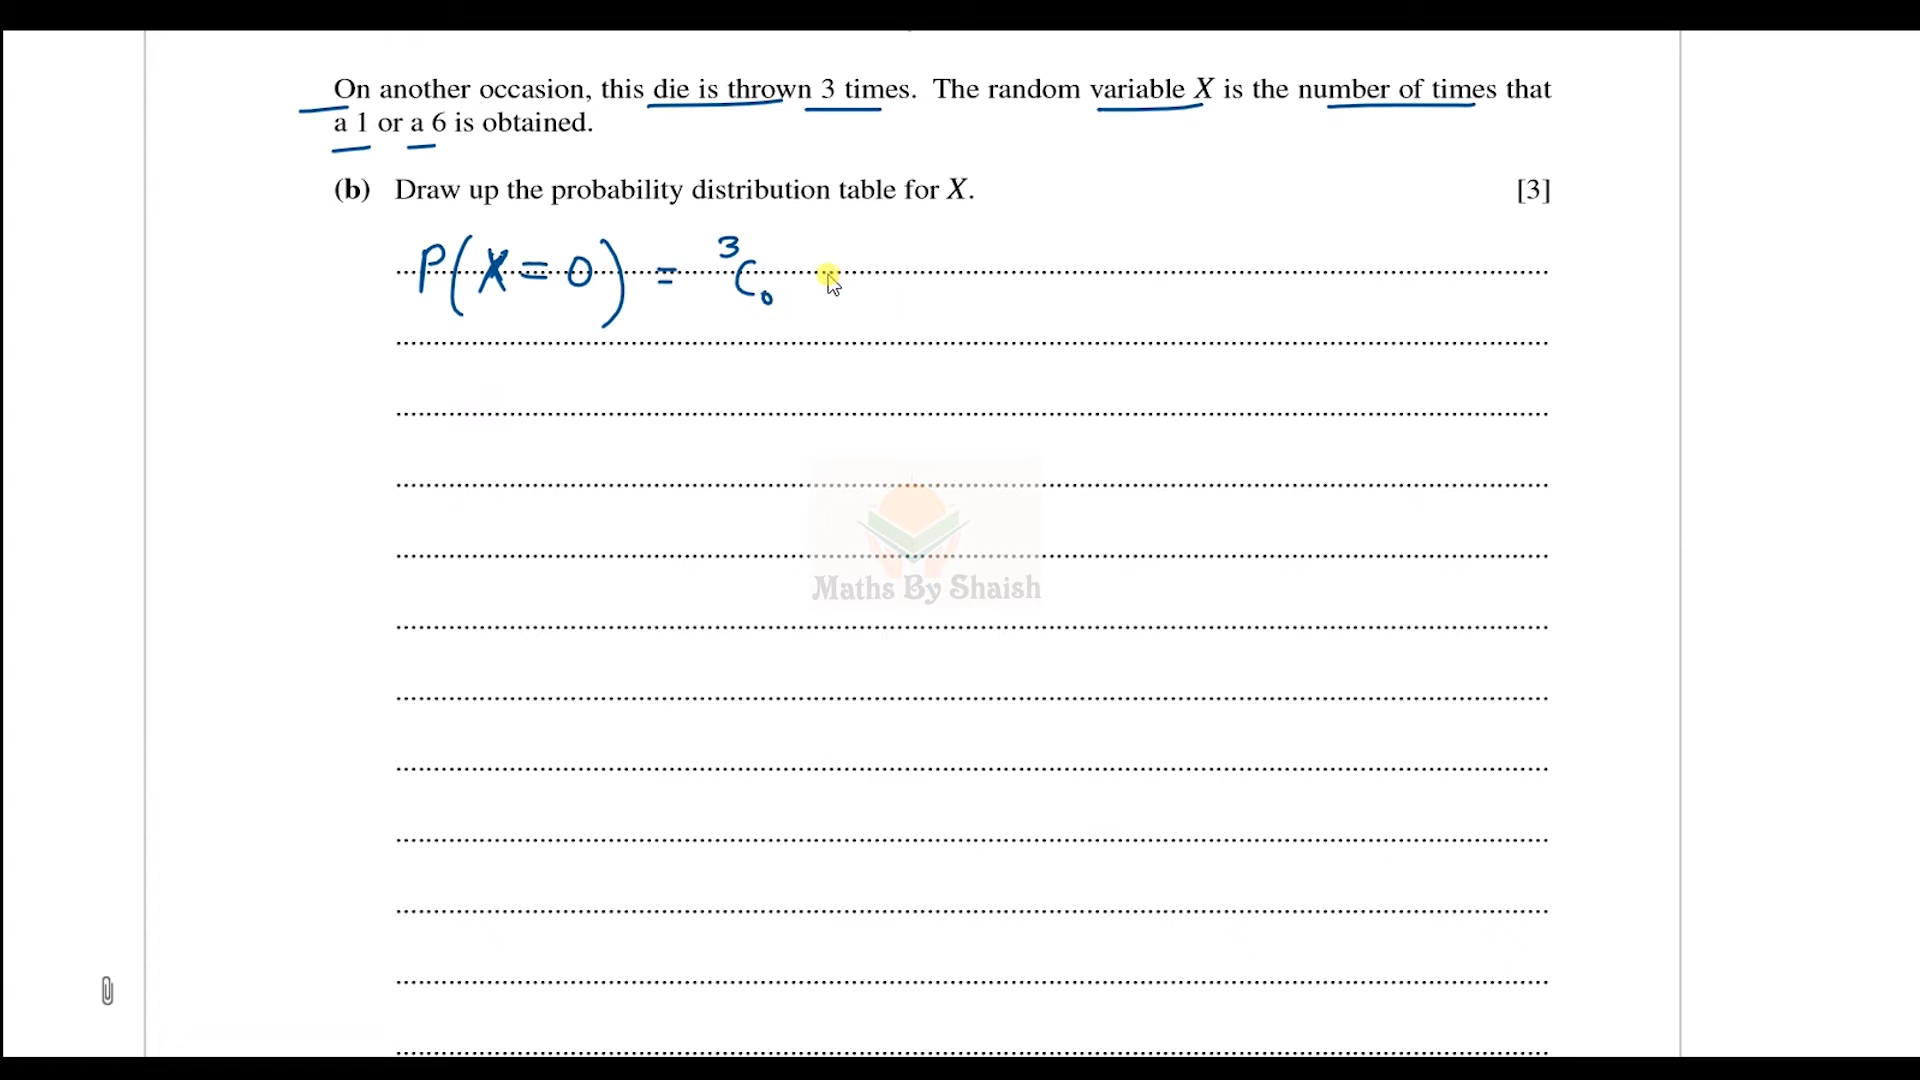 On another occasion, this die is thrown 3 times. The random variable X is the number of times that
a 1 or a 6 is obtained.
(b) Draw up the probability distribution table for X. [3]
P(X = 0) = ³C₀
Maths By Shaish